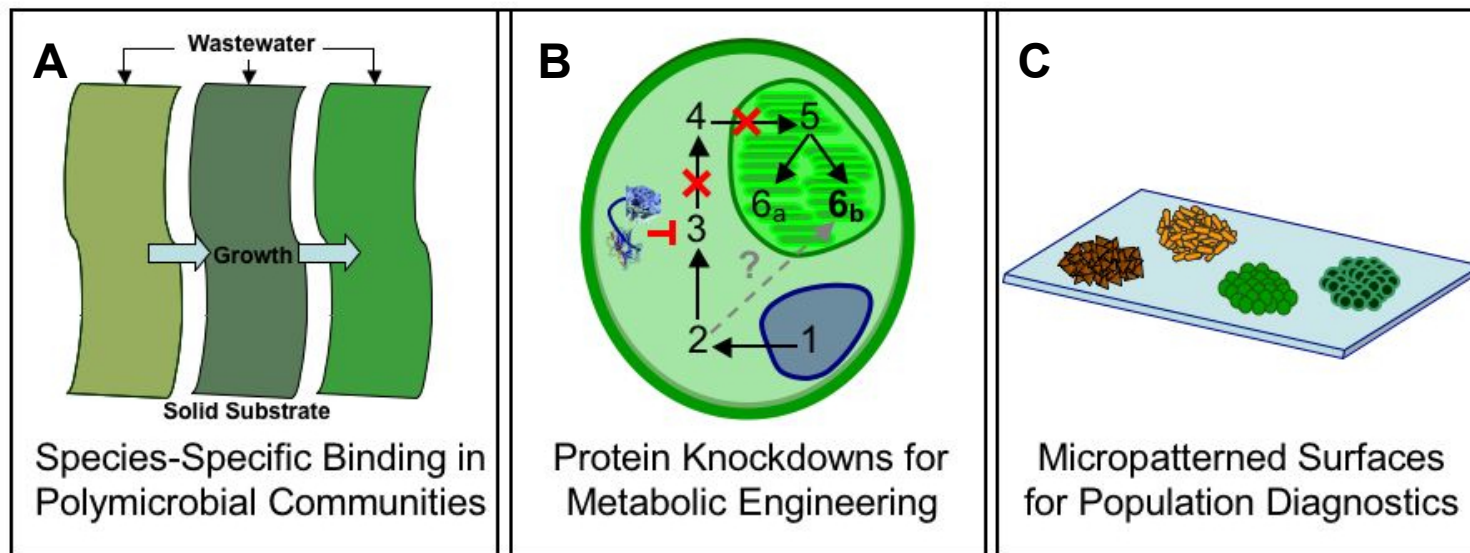 A
Wastewater
Growth
Solid Substrate
Species-Specific Binding in
Polymicrobial Communities
B
4 5
6a 6b
3
?
2 1
Protein Knockdowns for
Metabolic Engineering
C
Micropatterned Surfaces
for Population Diagnostics